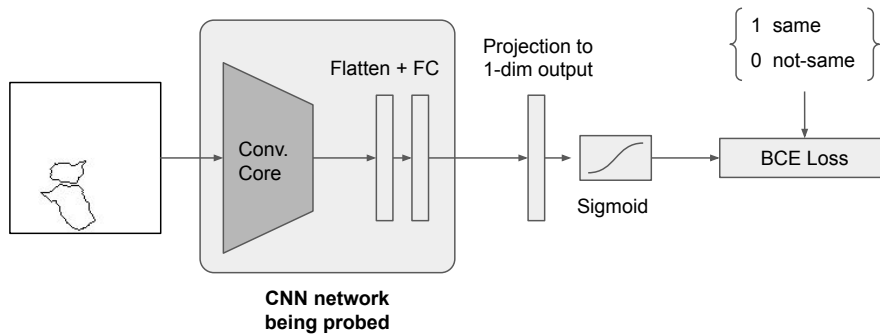 1 same
0 not-same
Projection to
1-dim output
Flatten + FC
Conv.
Core
BCE Loss
Sigmoid
CNN network
being probed